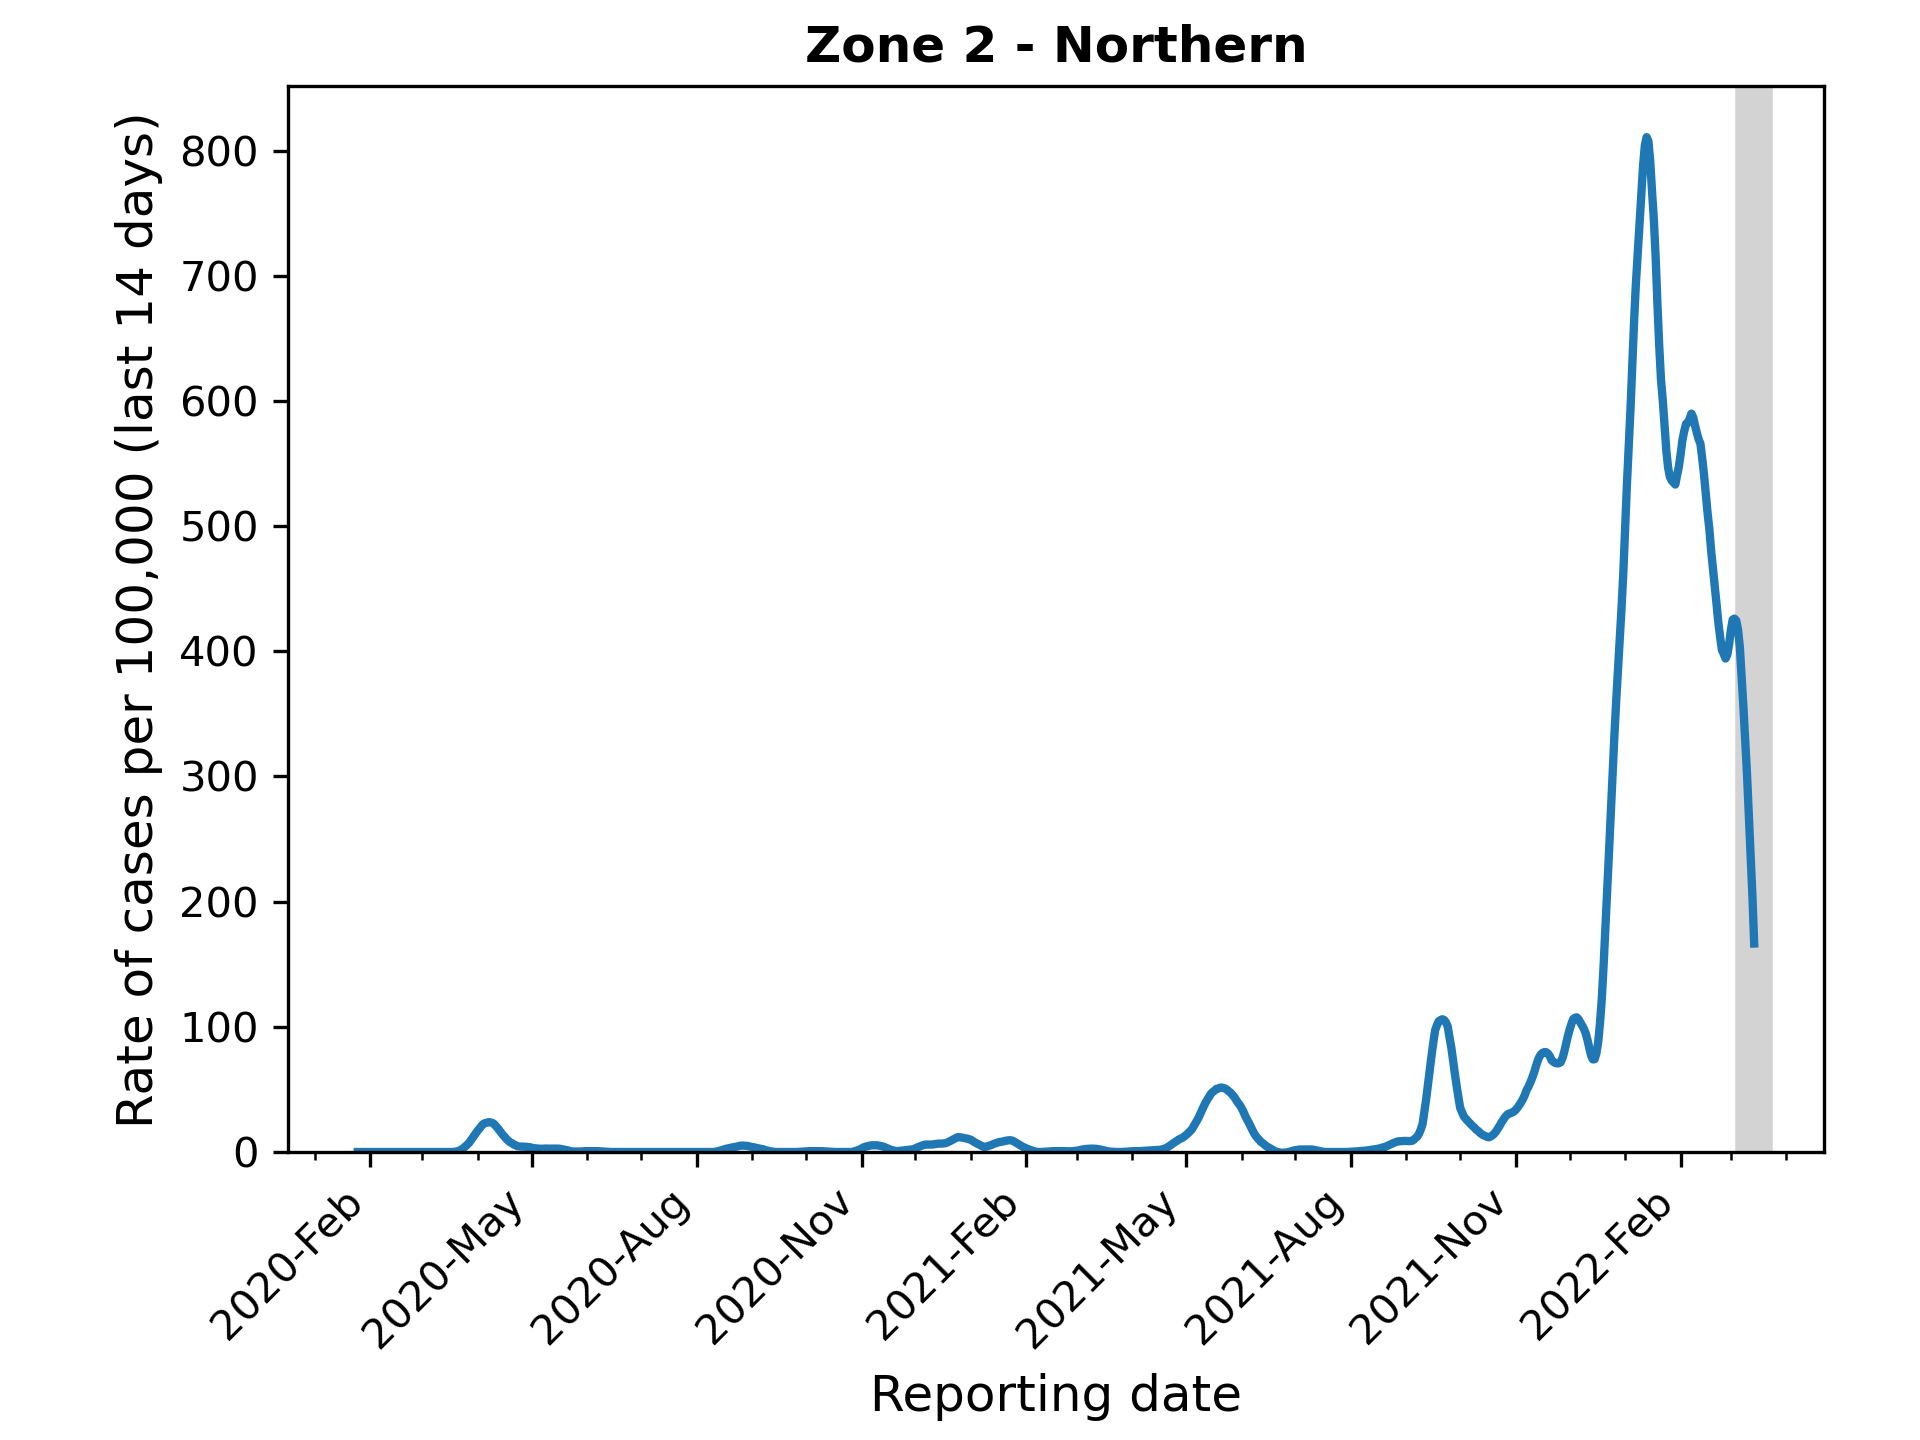 Zone 2 - Northern
Rate of cases per 100,000 (last 14 days)
800
700
600
500
400
300
200
100
0
2020-Feb
2020-May
2020-Aug
2020-Nov
2021-Feb
2021-May
2021-Aug
2021-Nov
2022-Feb
Reporting date